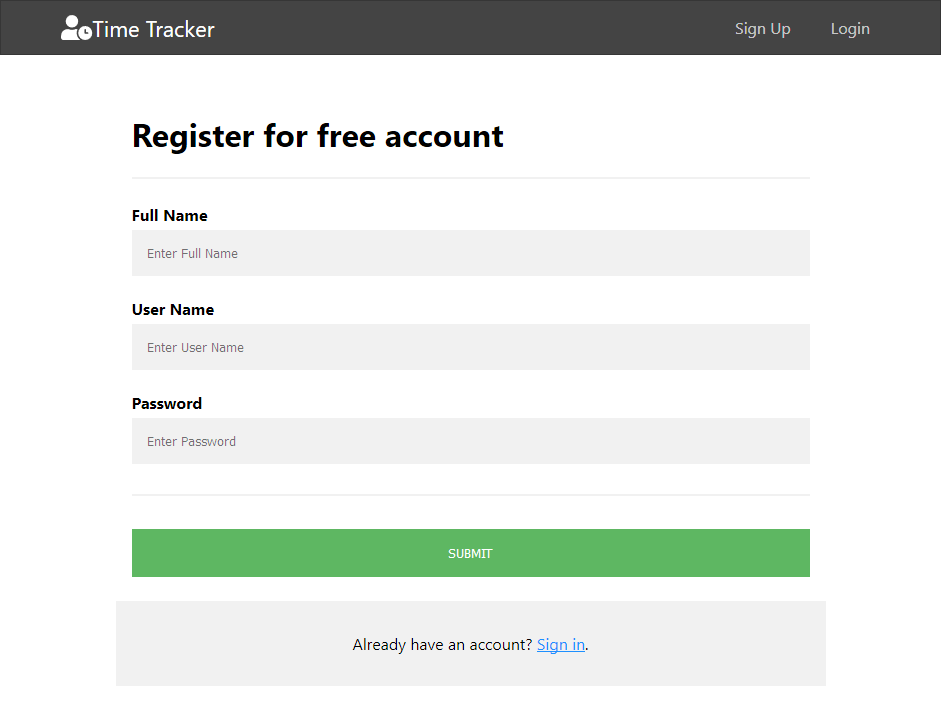 Time Tracker
Sign Up
Login
Register for free account
Full Name
Enter Full Name
User Name
Enter User Name
Password
Enter Password
SUBMIT
Already have an account? Sign in.